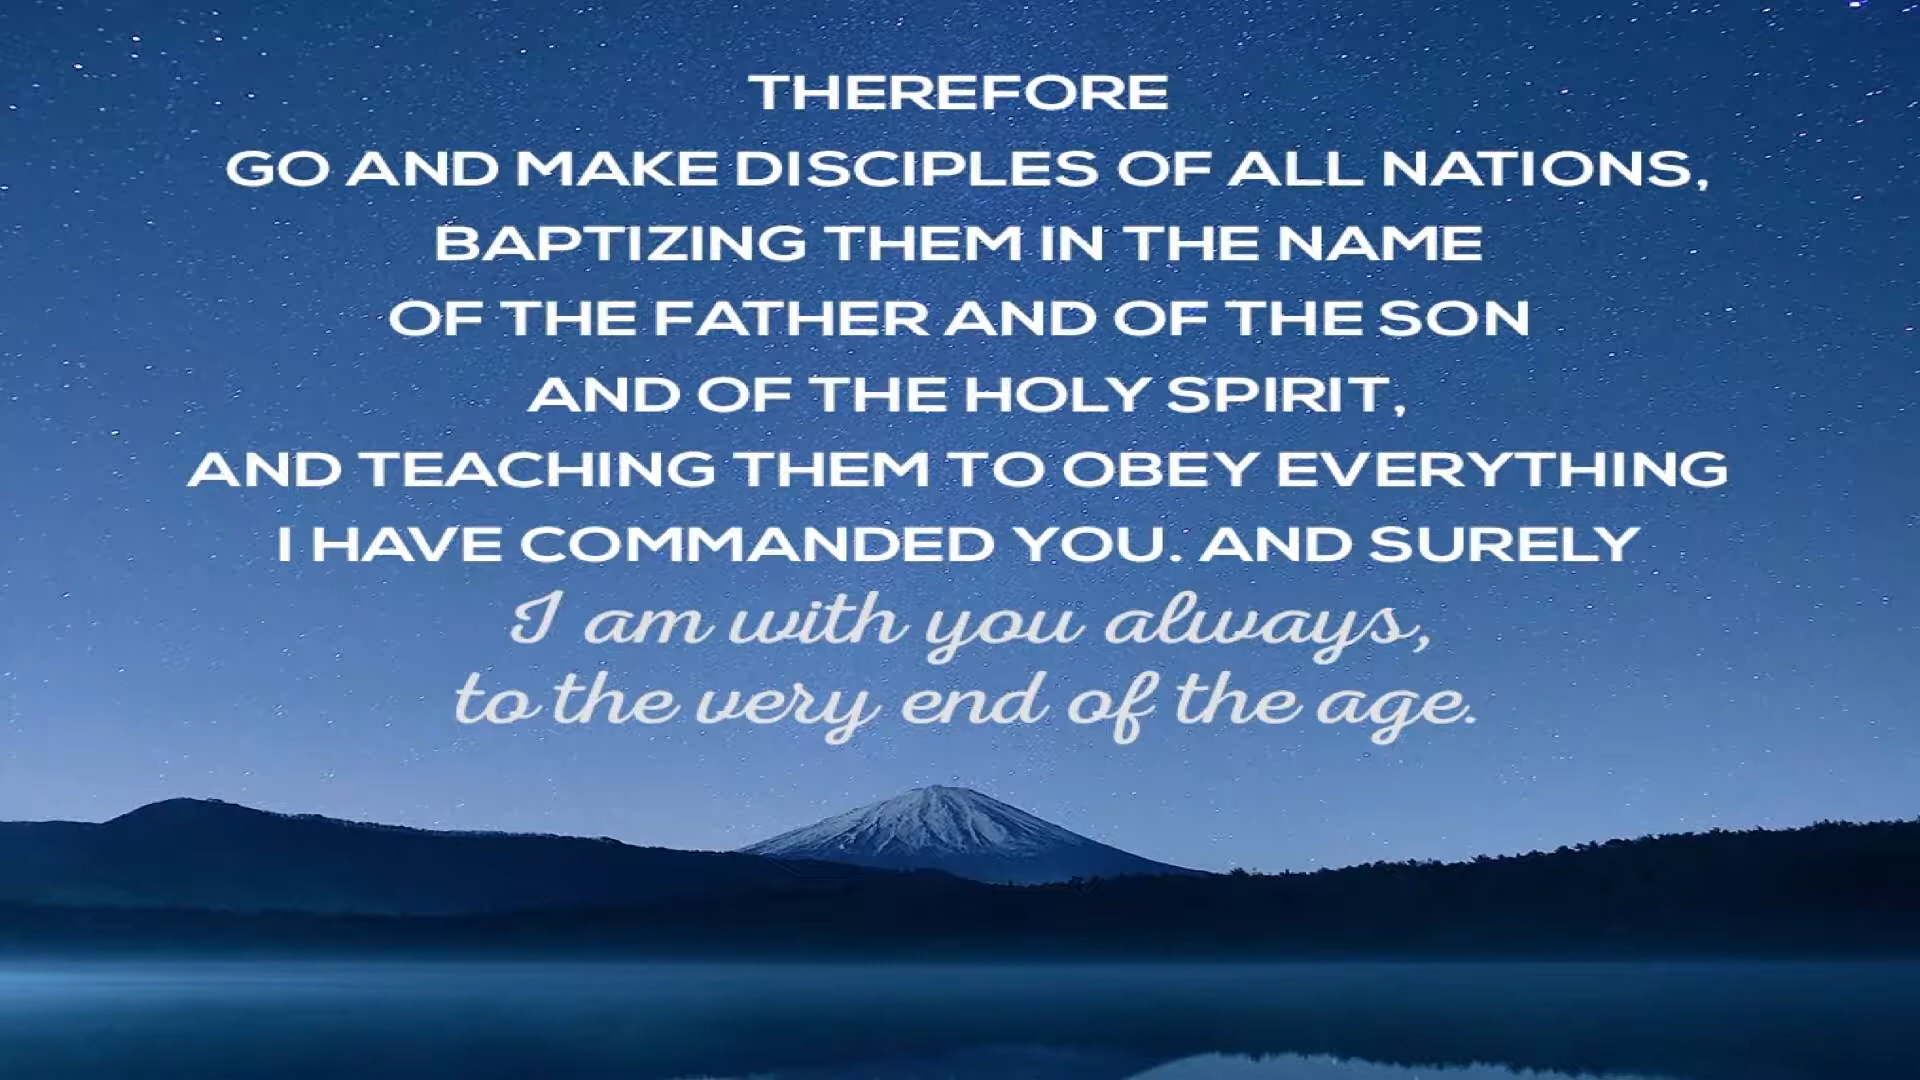 THEREFORE
GO AND MAKE DISCIPLES OF ALL NATIONS,
BAPTIZING THEM IN THE NAME
OF THE FATHER AND OF THE SON
AND OF THE HOLY SPIRIT,
AND TEACHING THEM TO OBEY EVERYTHING
I HAVE COMMANDED YOU. AND SURELY
I am with you always,
to the very end of the age.